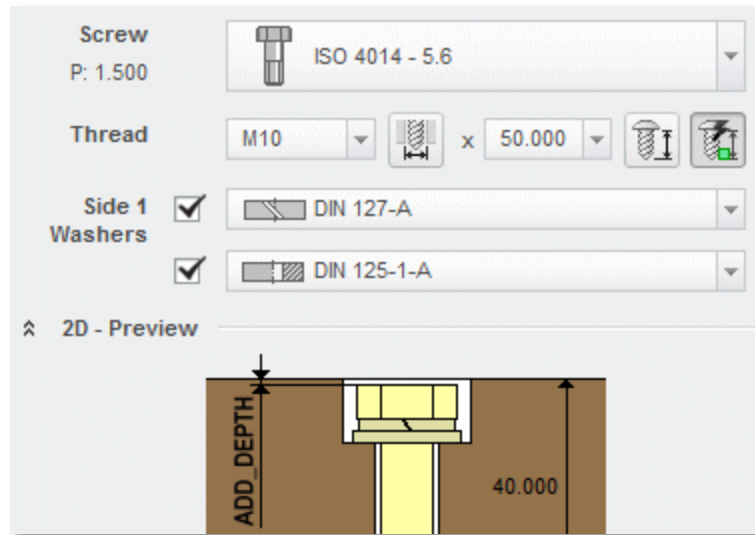 Screw
ISO 4014 - 5.6
P: 1.500
Thread
M10
x
50.000
Side 1
Washers
DIN 127-A
DIN 125-1-A
2D - Preview
ADD_DEPTH
40.000